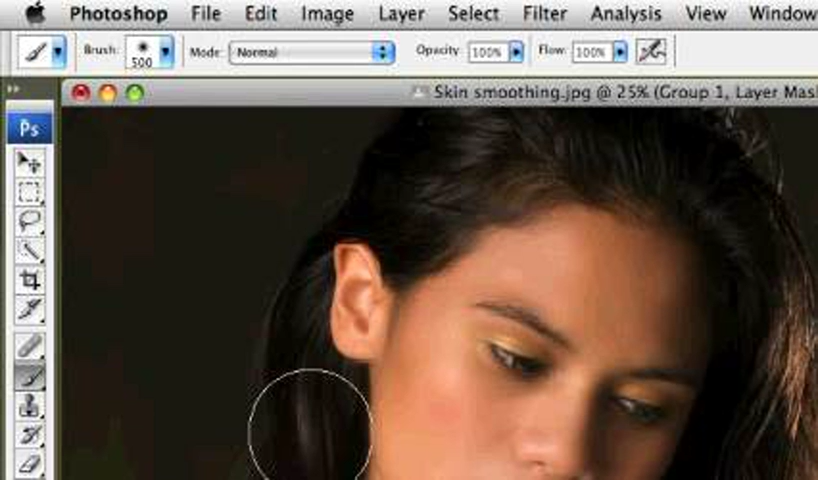 Photoshop File Edit Image Layer Select Filter Analysis View Window
Brush: 500 Mode: Normal Opacity: 100% Flow: 100%
Skin smoothing.jpg @ 25% (Group 1, Layer Mas
Ps